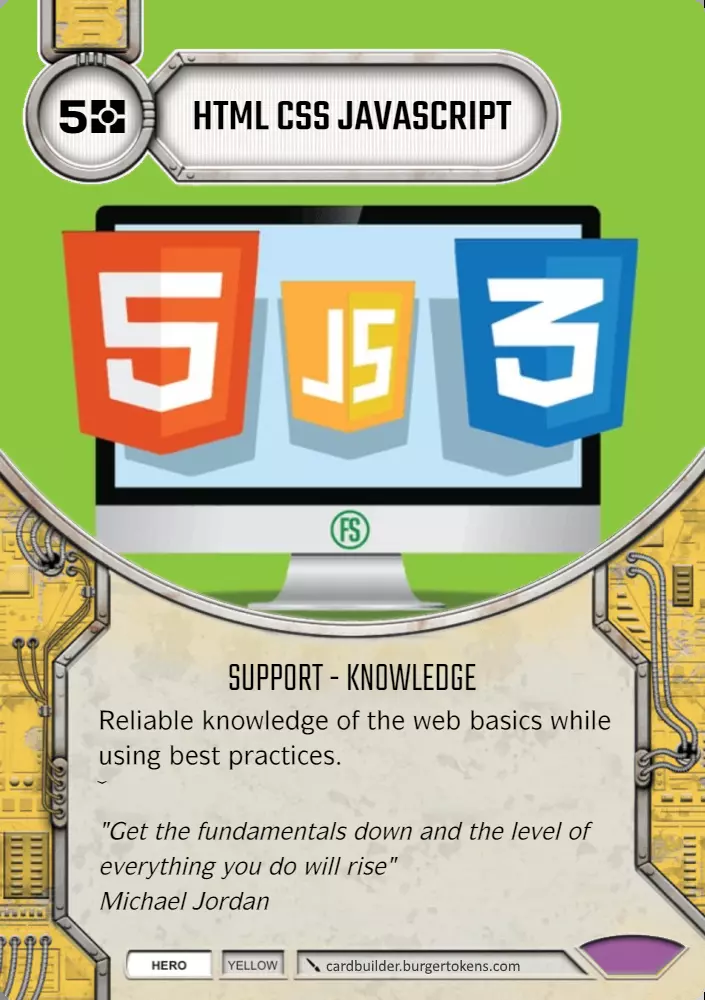 5
HTML CSS JAVASCRIPT
5
JS
3
FS
SUPPORT - KNOWLEDGE
Reliable knowledge of the web basics while
using best practices.
"Get the fundamentals down and the level of
everything you do will rise"
Michael Jordan
HERO
YELLOW
cardbuilder.burgertokens.com